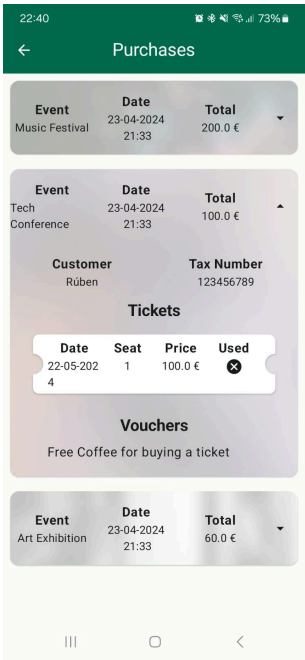 22:40 73%
Purchases
Event Date Total
Music Festival 23-04-2024 200.0 €
21:33
Event Date Total
Tech 23-04-2024 100.0 €
Conference 21:33
Customer Tax Number
Rúben 123456789
Tickets
Date Seat Price Used
22-05-202 1 100.0 €
4
Vouchers
Free Coffee for buying a ticket
Event Date Total
Art Exhibition 23-04-2024 60.0 €
21:33